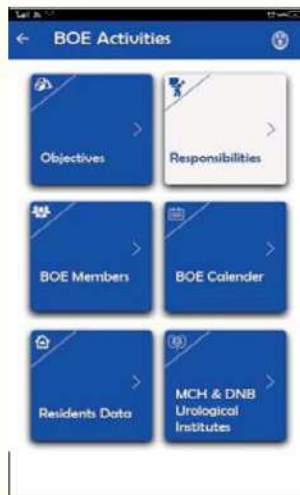 BOE Activities
Objectives
Responsibilities
BOE Members
BOE Calender
Residents Data
MCH & DNB
Urological
Institutes